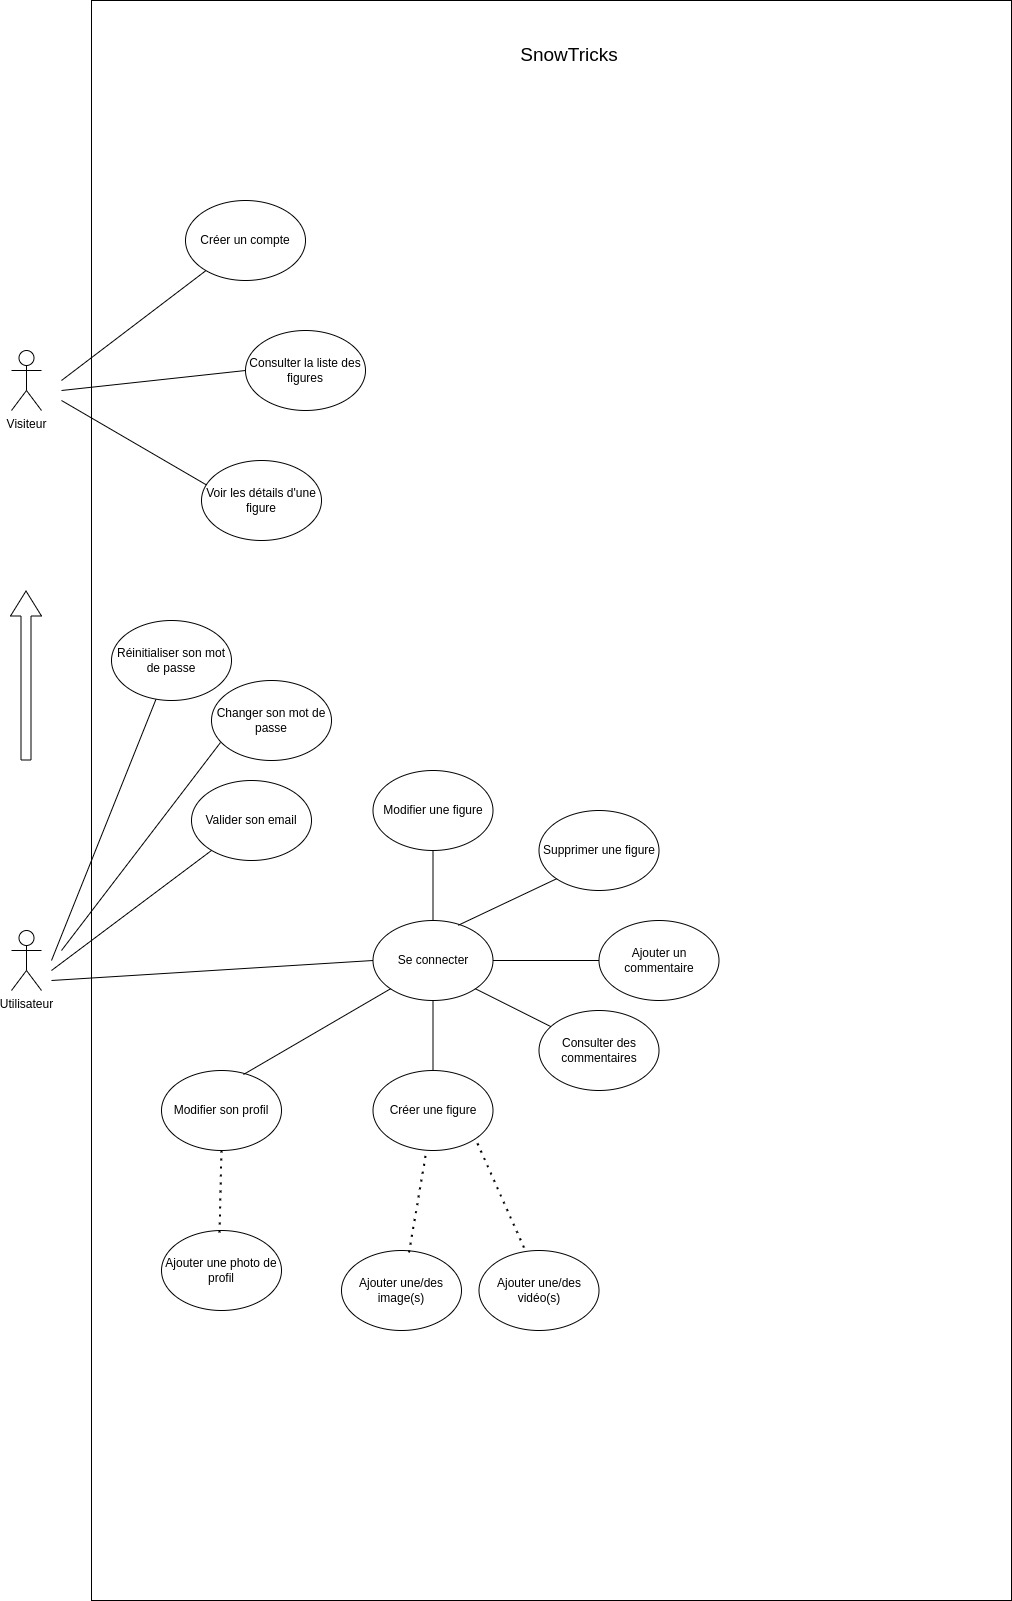 SnowTricks
Créer un compte
Consulter la liste des
figures
Visiteur
Voir les détails d'une
figure
Réinitialiser son mot
de passe
Changer son mot de
passe
Valider son email
Modifier une figure
Supprimer une figure
Se connecter
Ajouter un
commentaire
Utilisateur
Consulter des
commentaires
Modifier son profil
Créer une figure
Ajouter une photo de
profil
Ajouter une/des
image(s)
Ajouter une/des
vidéo(s)